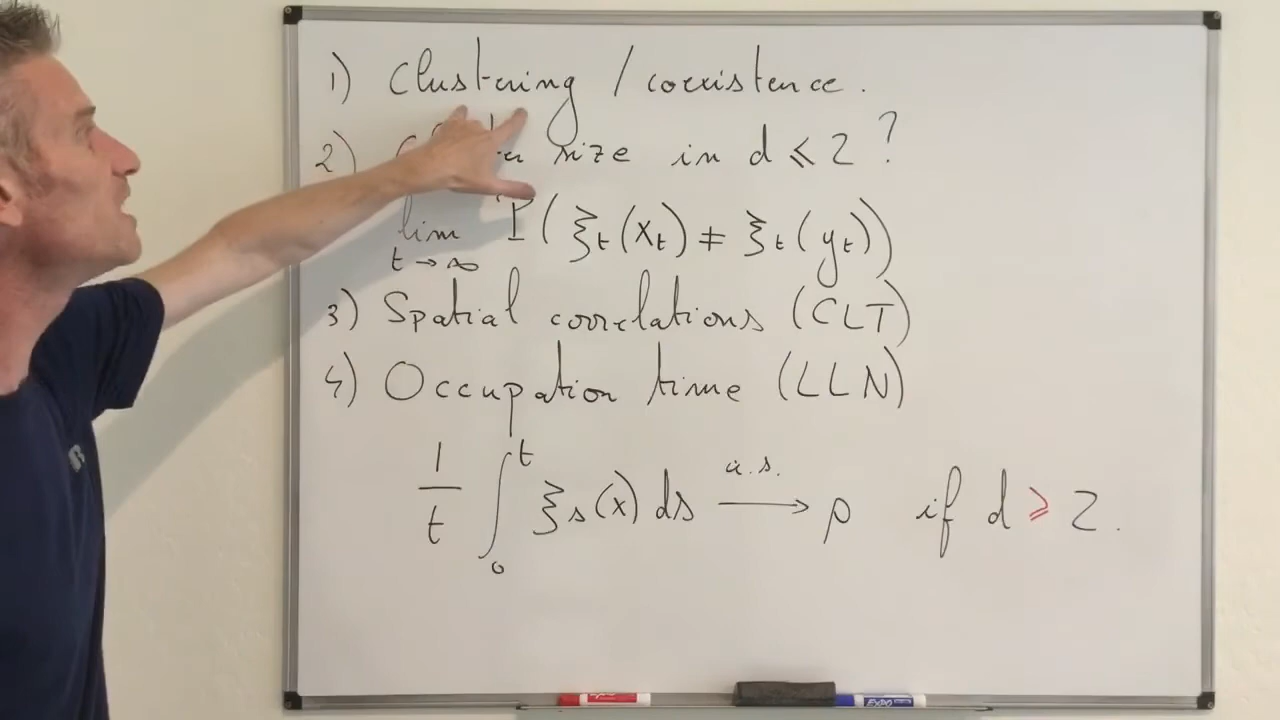 1) Clustering / coexistence.
2) size in d ⩽ 2 ?
lim P( ξt(xt) ≠ ξt(yt))
t → ∞
3) Spatial correlations (CLT)
4) Occupation time (LLN)
1/t ∫₀ᵗ ξs(x) ds ⟶ a.s. ρ if d ⩾ 2.
EXPO